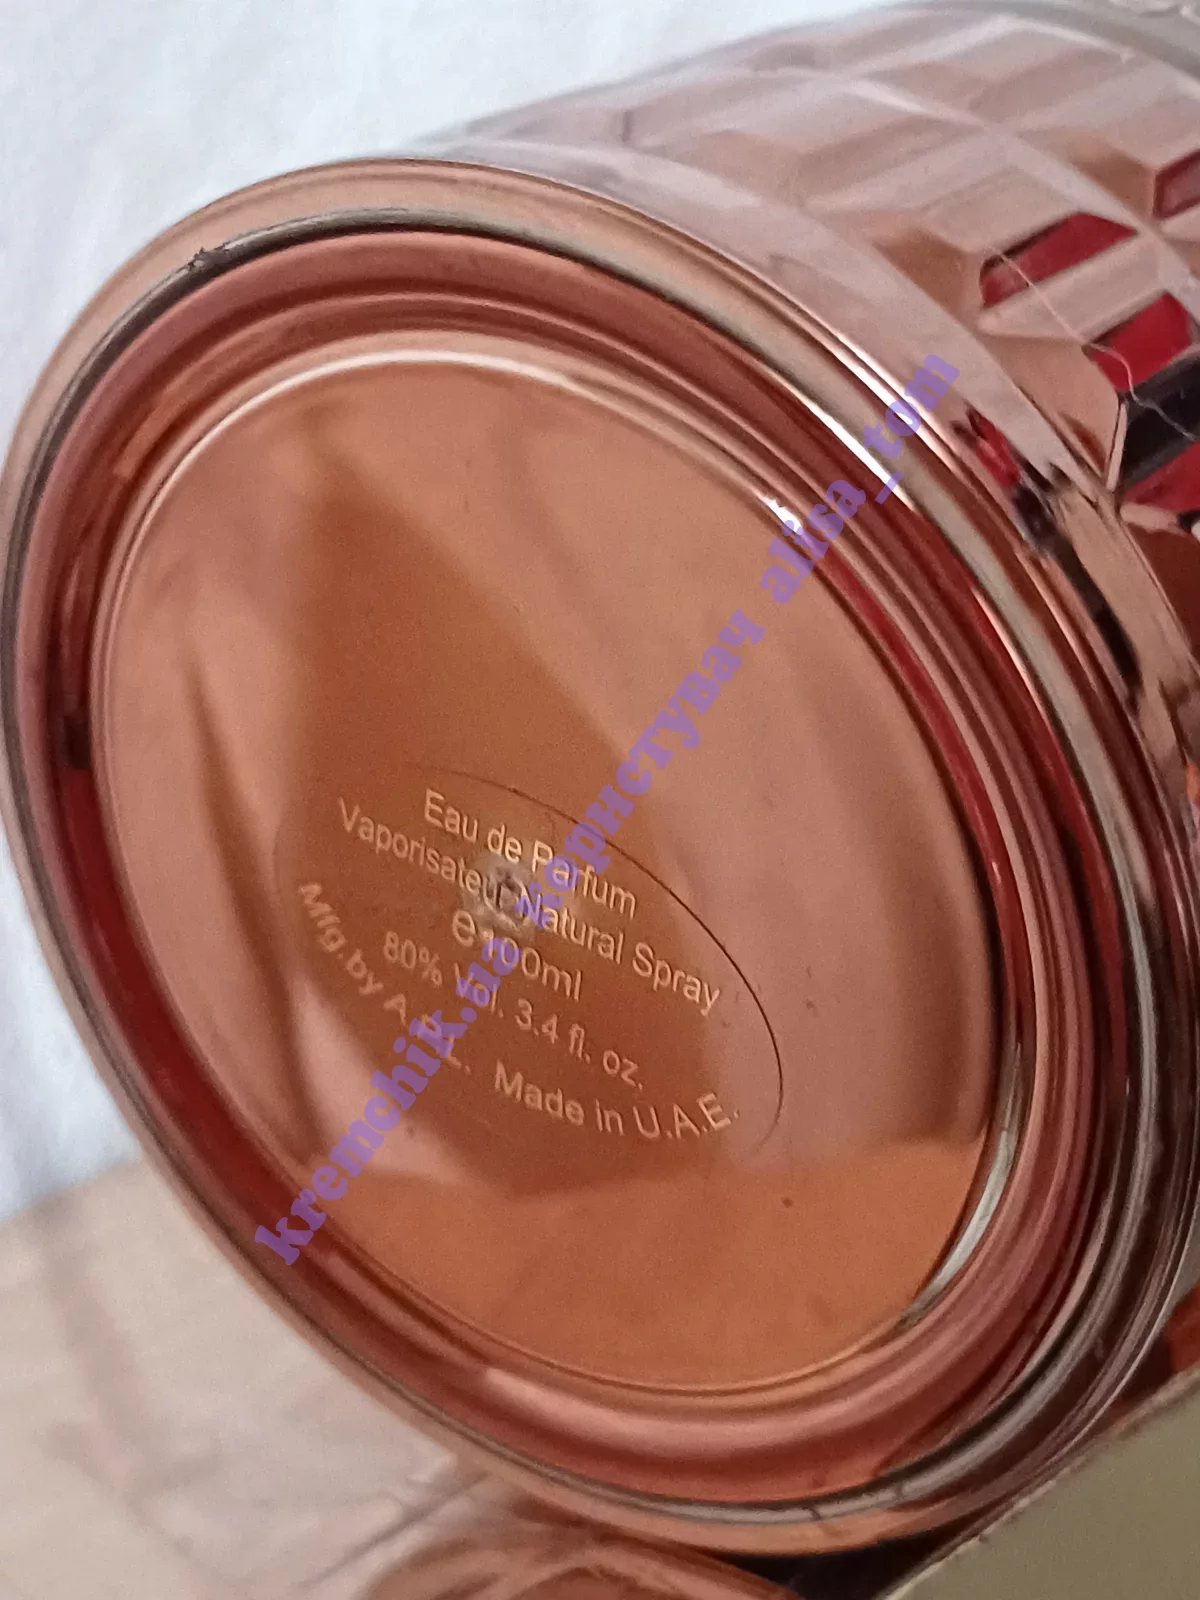 Eau de Parfum
Vaporisateur Natural Spray
℮100ml
80% Vol. 3.4 fl. oz.
Mfg.by Made in U.A.E.
kremchik.ua користувач alisa_tom